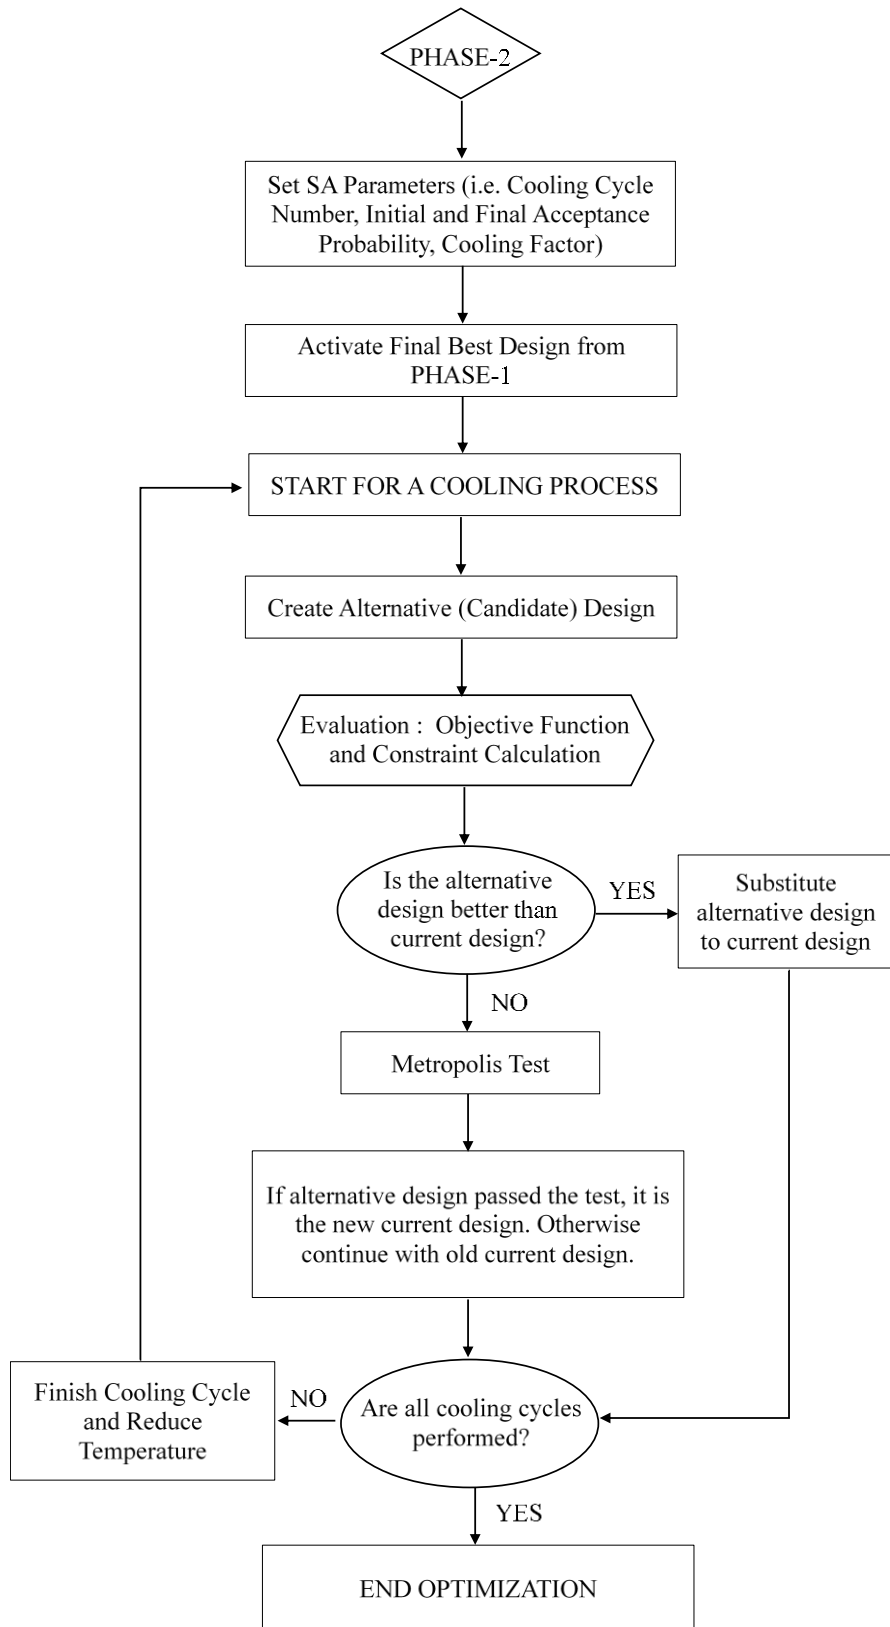 PHASE-2
Set SA Parameters (i.e. Cooling Cycle
Number, Initial and Final Acceptance
Probability, Cooling Factor)
Activate Final Best Design from
PHASE-1
START FOR A COOLING PROCESS
Create Alternative (Candidate) Design
Evaluation :  Objective Function
and Constraint Calculation
Is the alternative
design better than
current design?
YES
Substitute
alternative design
to current design
NO
Metropolis Test
If alternative design passed the test, it is
the new current design. Otherwise
continue with old current design.
Are all cooling cycles
performed?
NO
Finish Cooling Cycle
and Reduce
Temperature
YES
END OPTIMIZATION